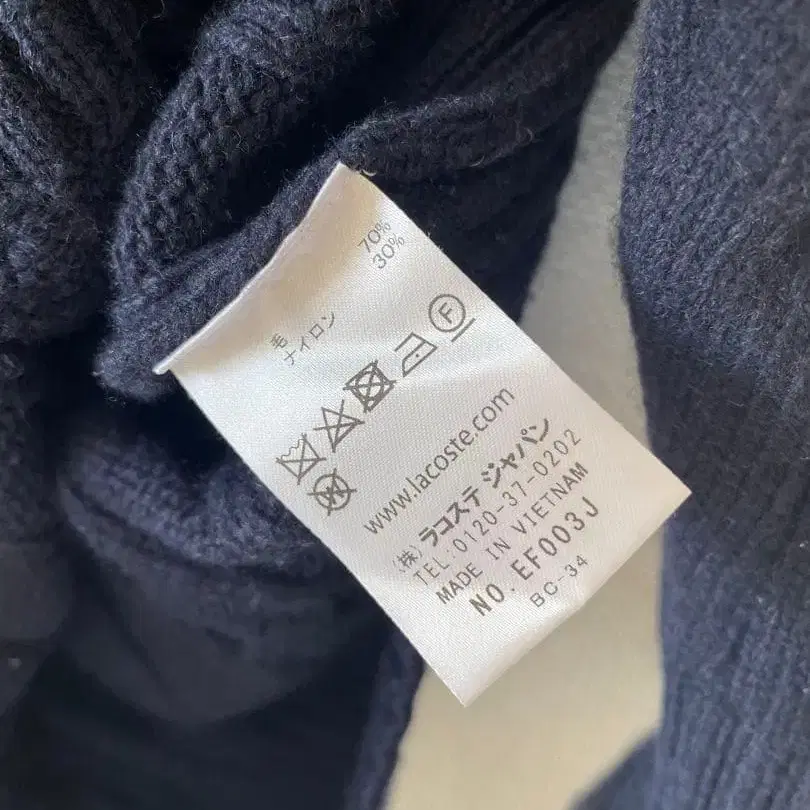 毛 70%
ナイロン 30%
F
www.lacoste.com
(株) ラコステ ジャパン
TEL:0120-37-0202
MADE IN VIETNAM
NO. EF003J
BC-34